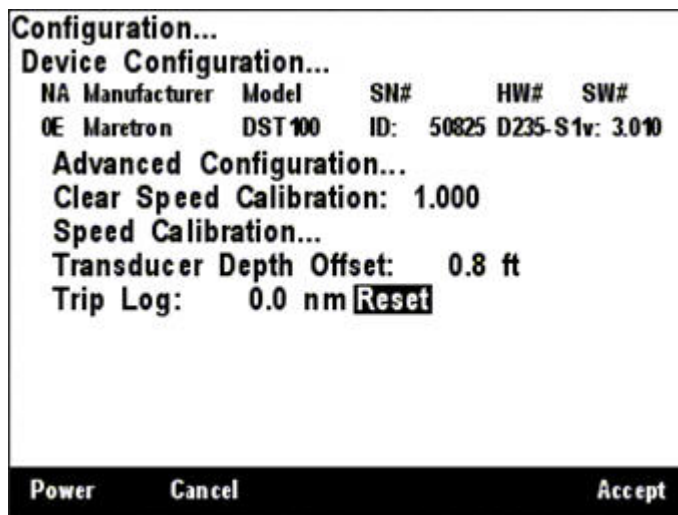 Configuration...
Device Configuration...
NA Manufacturer Model SN# HW# SW#
0E Maretron DST100 ID: 50825 D235-S1v: 3.010
Advanced Configuration...
Clear Speed Calibration: 1.000
Speed Calibration...
Transducer Depth Offset: 0.8 ft
Trip Log: 0.0 nm Reset
Power Cancel Accept